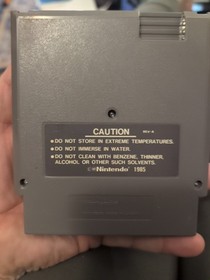 CAUTION
REV-A
•DO NOT STORE IN EXTREME TEMPERATURES.
•DO NOT IMMERSE IN WATER.
•DO NOT CLEAN WITH BENZENE, THINNER,
ALCOHOL OR OTHER SUCH SOLVENTS.
©®Nintendo 1985